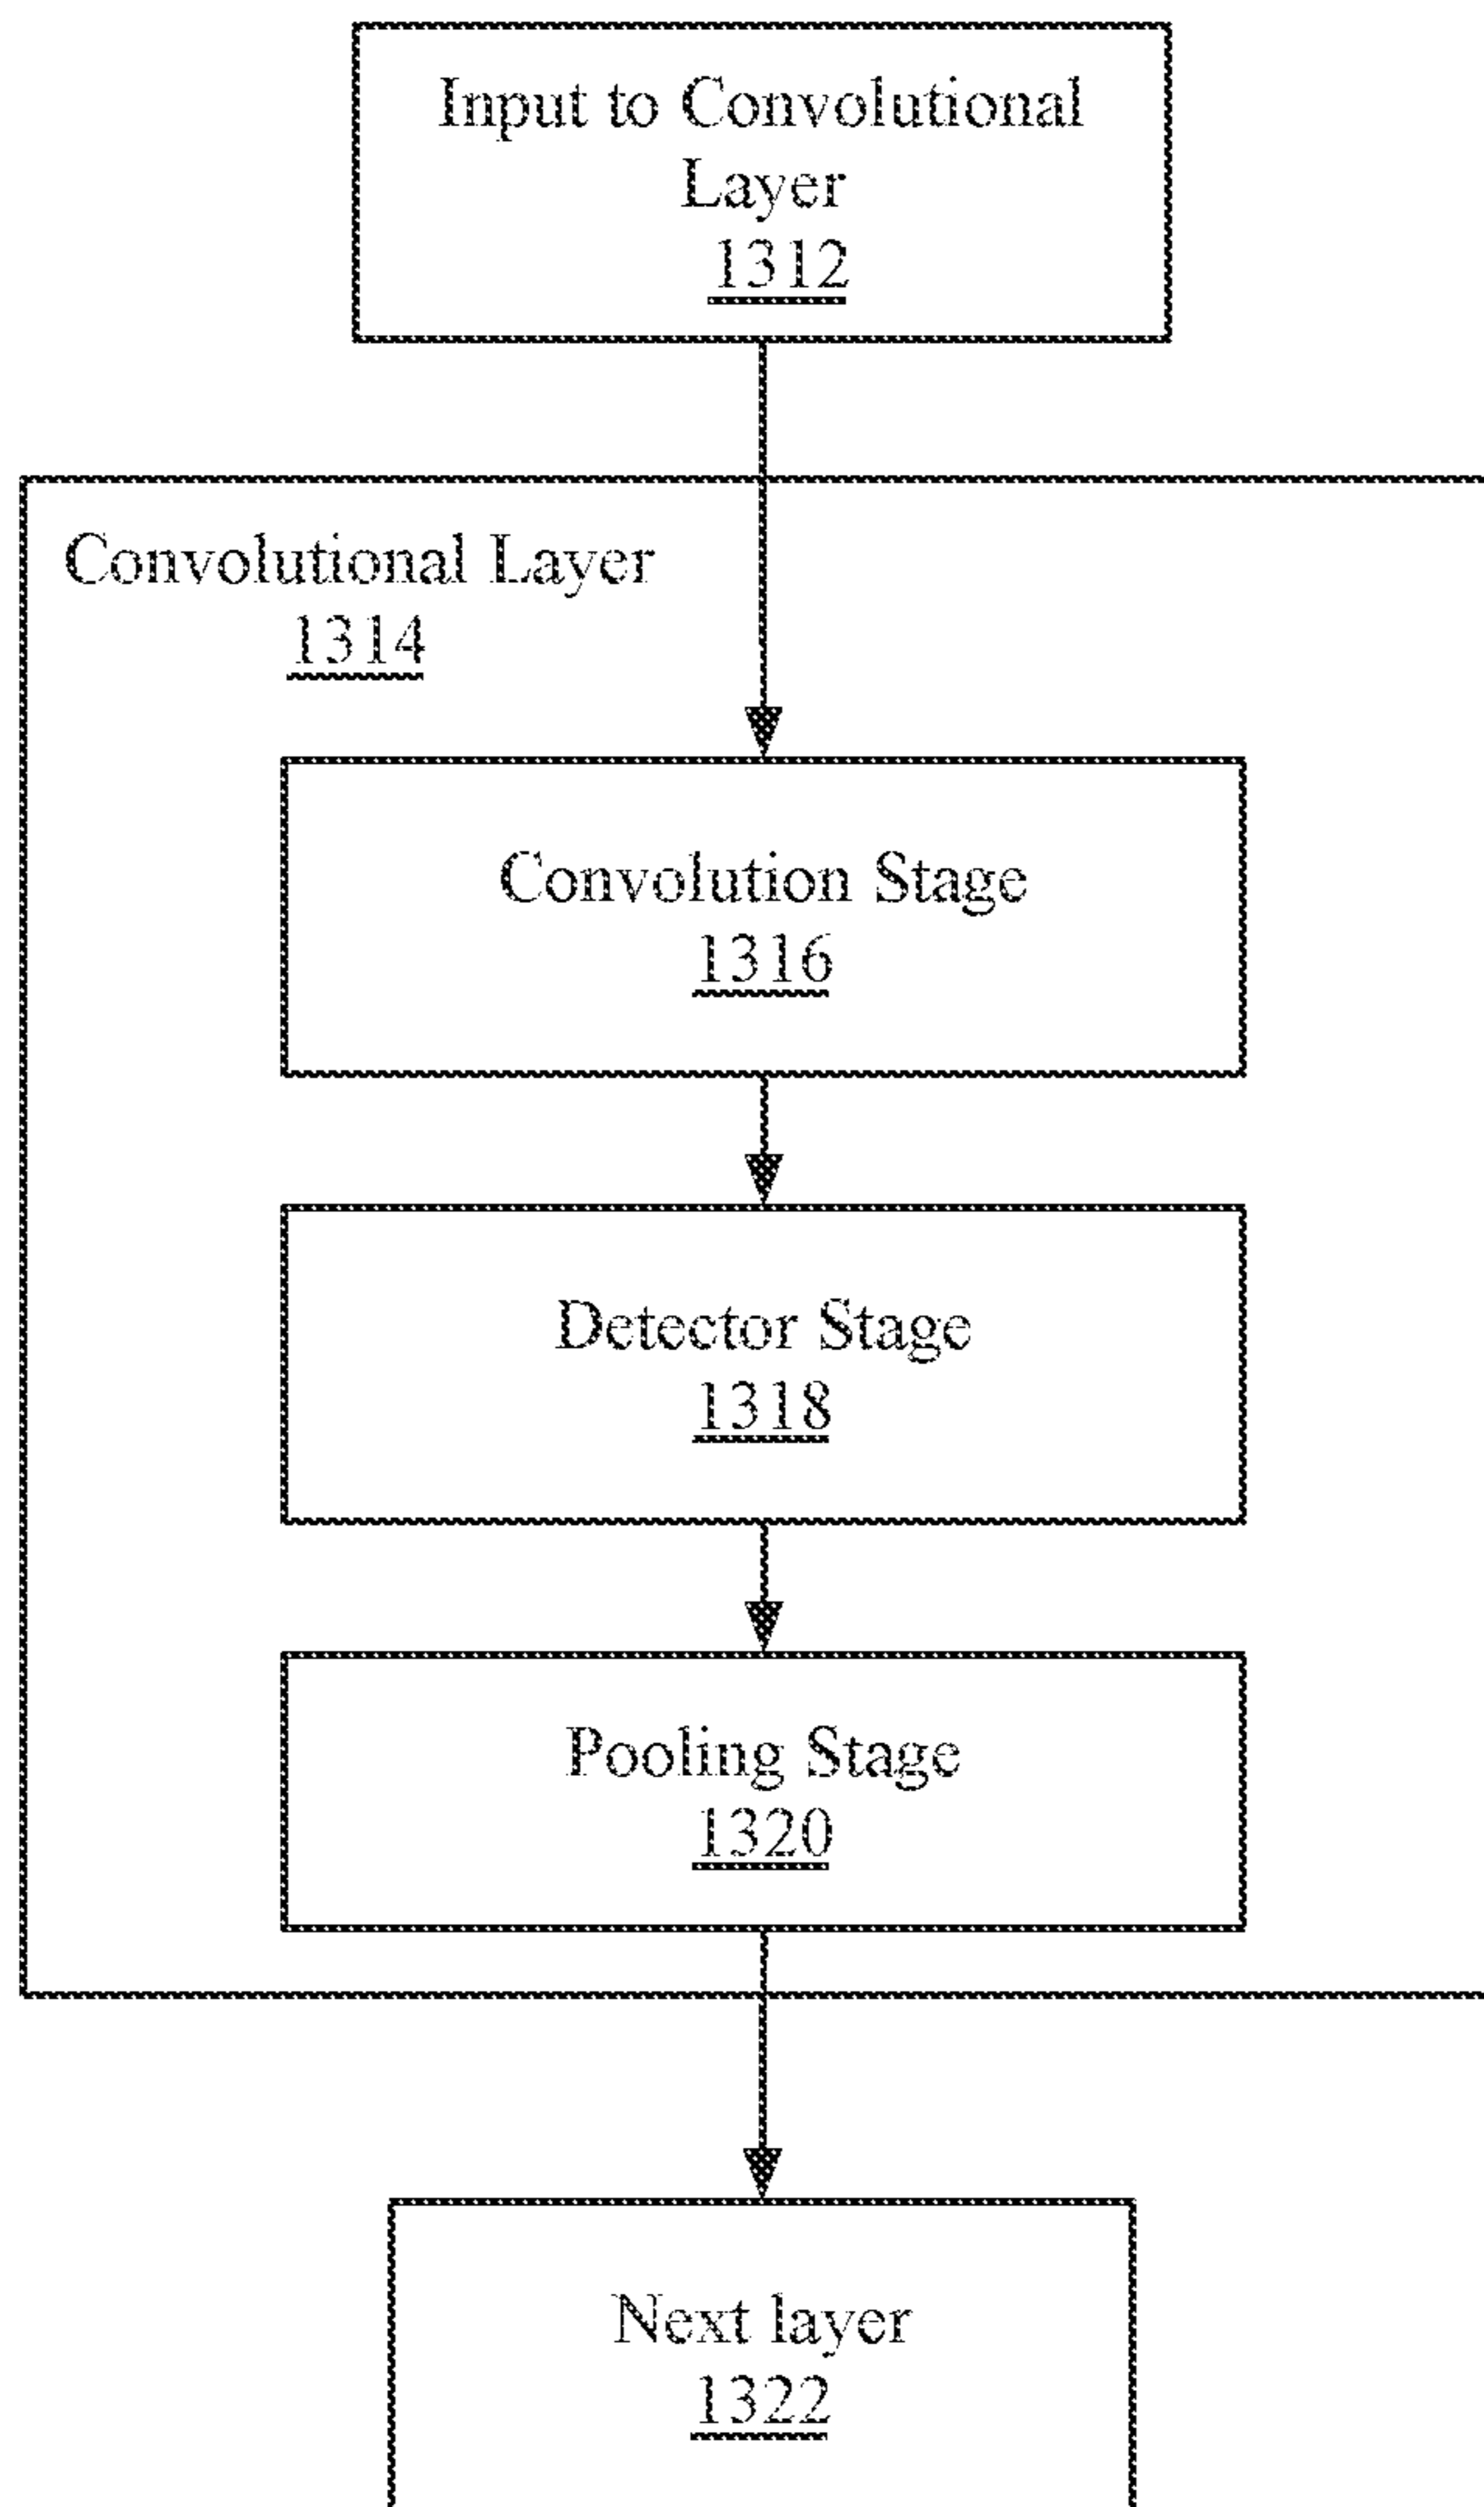 Input to Convolutional
Layer
1312
Convolutional Layer
1314
Convolution Stage
1316
Detector Stage
1318
Pooling Stage
1320
Next layer
1322